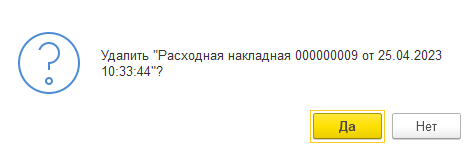 Удалить "Расходная накладная 000000009 от 25.04.2023
10:33:44"?
Да
Нет